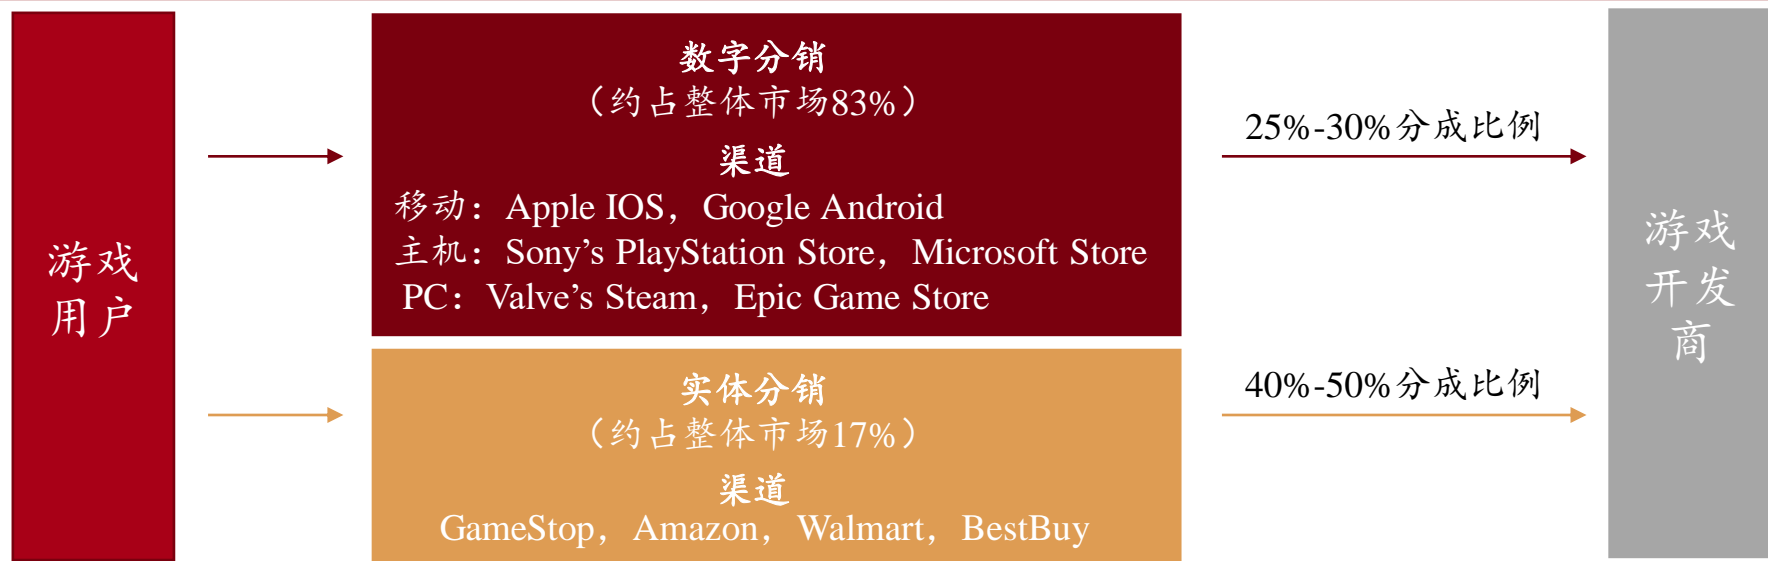 游戏
用户
数字分销
（约占整体市场83%）
渠道
移动：Apple IOS，Google Android
主机：Sony’s PlayStation Store，Microsoft Store
PC：Valve’s Steam，Epic Game Store
25%-30%分成比例
实体分销
（约占整体市场17%）
渠道
GameStop，Amazon，Walmart，BestBuy
40%-50%分成比例
游戏
开发
商